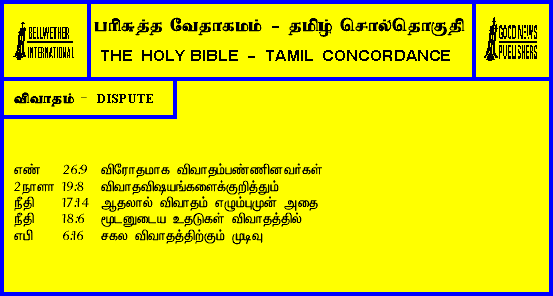 BELLWETHER
INTERNATIONAL
பரிசுத்த வேதாகமம் - தமிழ் சொல்தொகுதி
THE HOLY BIBLE - TAMIL CONCORDANCE
GOOD NEWS
PUBLISHERS
விவாதம் - DISPUTE
எண் 26:9 விரோதமாக விவாதம்பண்ணினவர்கள்
2நாளா 19:8 விவாதவிஷயங்களைக்குறித்தும்
நீதி 17:14 ஆதலால் விவாதம் எழும்புமுன் அதை
நீதி 18:6 மூடனுடைய உதடுகள் விவாதத்தில்
எபி 6:16 சகல விவாதத்திற்கும் முடிவு